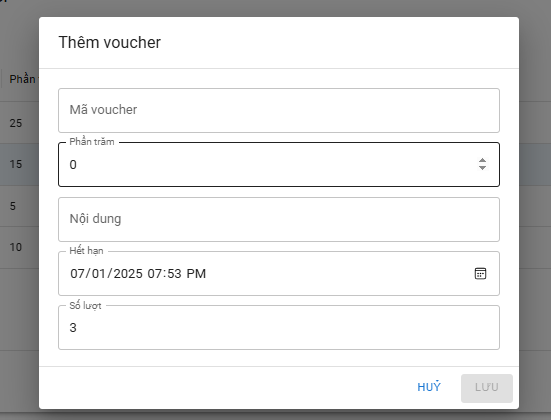 Thêm voucher
Phần
25
15
5
10
Mã voucher
Phần trăm
0
Nội dung
Hết hạn
07/01/2025 07:53 PM
Số lượt
3
HUỶ
LƯU